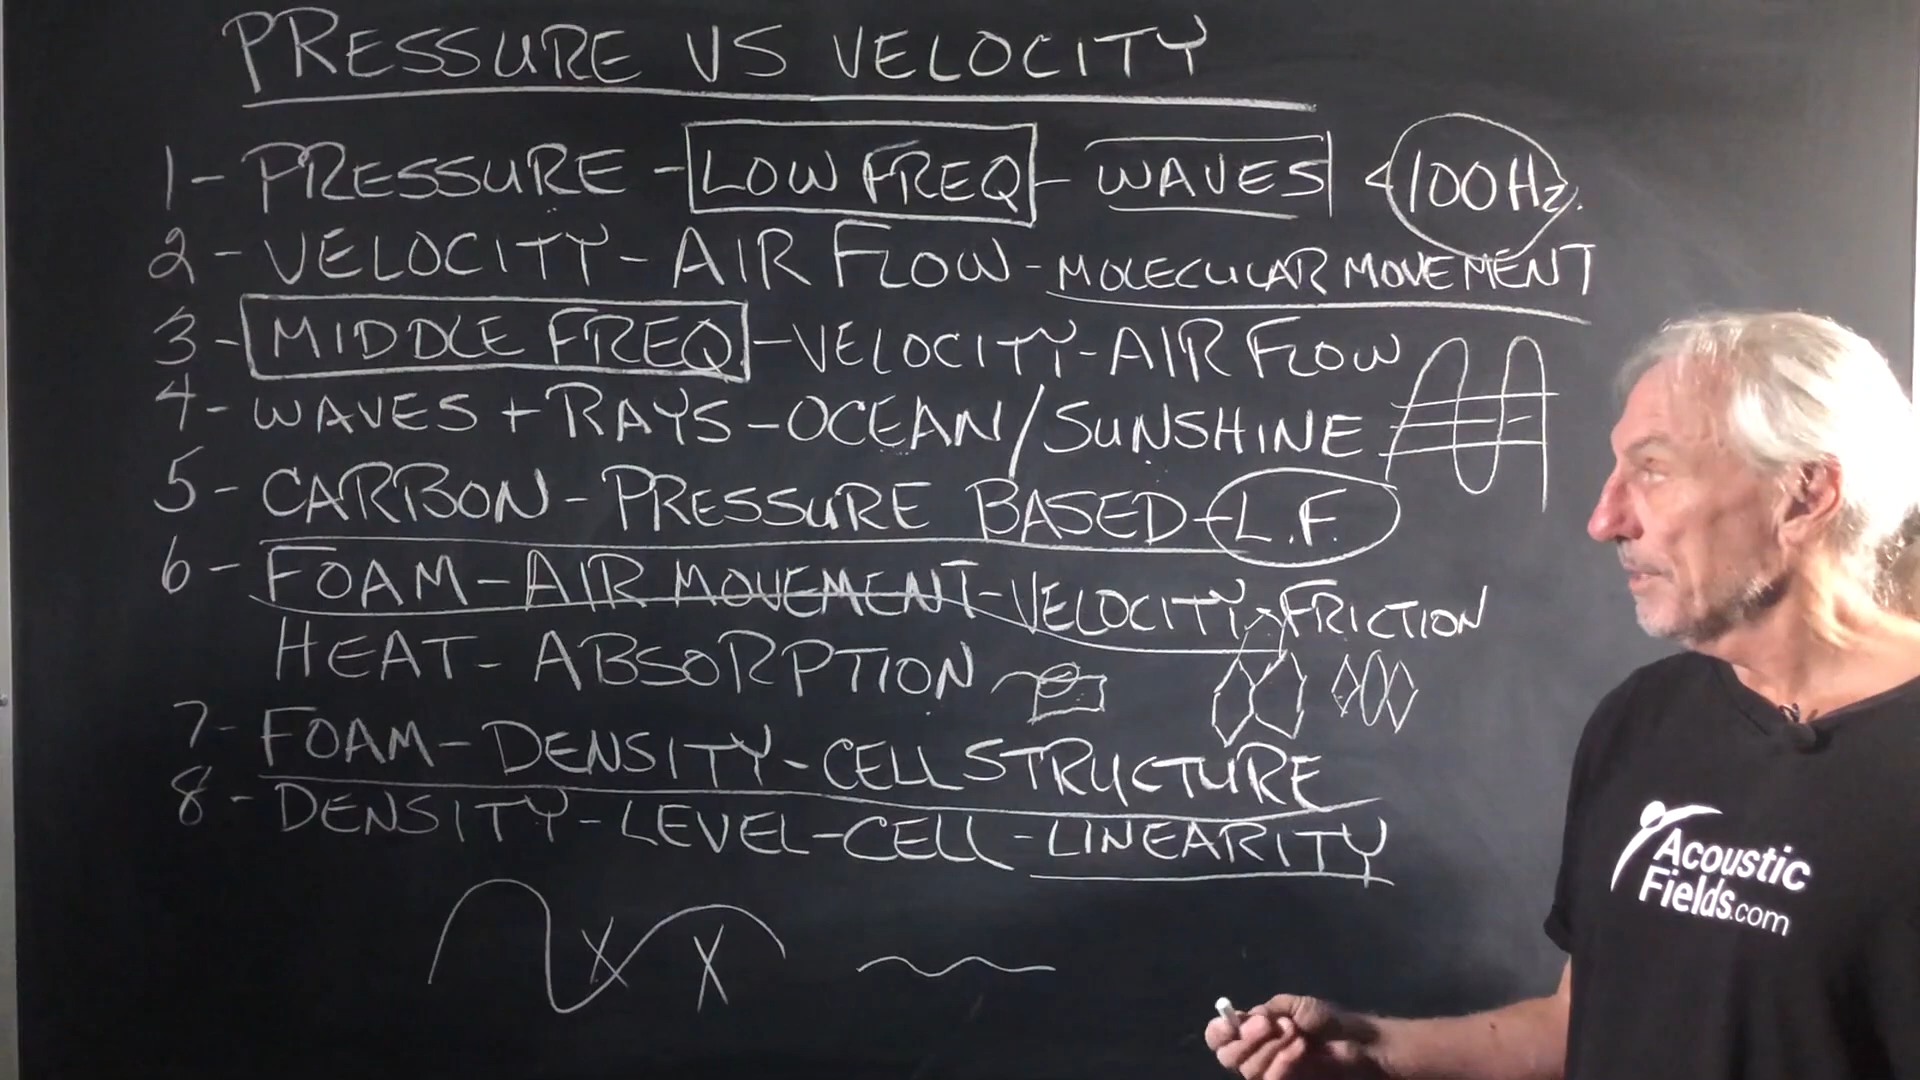 PRESSURE VS VELOCITY
1- PRESSURE - LOW FREQ - WAVES <100Hz.
2- VELOCITY - AIR FLOW - MOLECULAR MOVEMENT
3- MIDDLE FREQ - VELOCITY - AIR FLOW
4- WAVES + RAYS - OCEAN/SUNSHINE
5- CARBON - PRESSURE BASED - L.F.
6- FOAM - AIR MOVEMENT - VELOCITY - FRICTION
HEAT - ABSORPTION
7- FOAM - DENSITY - CELL STRUCTURE
8- DENSITY - LEVEL - CELL - LINEARITY
X X
Acoustic
Fields.com